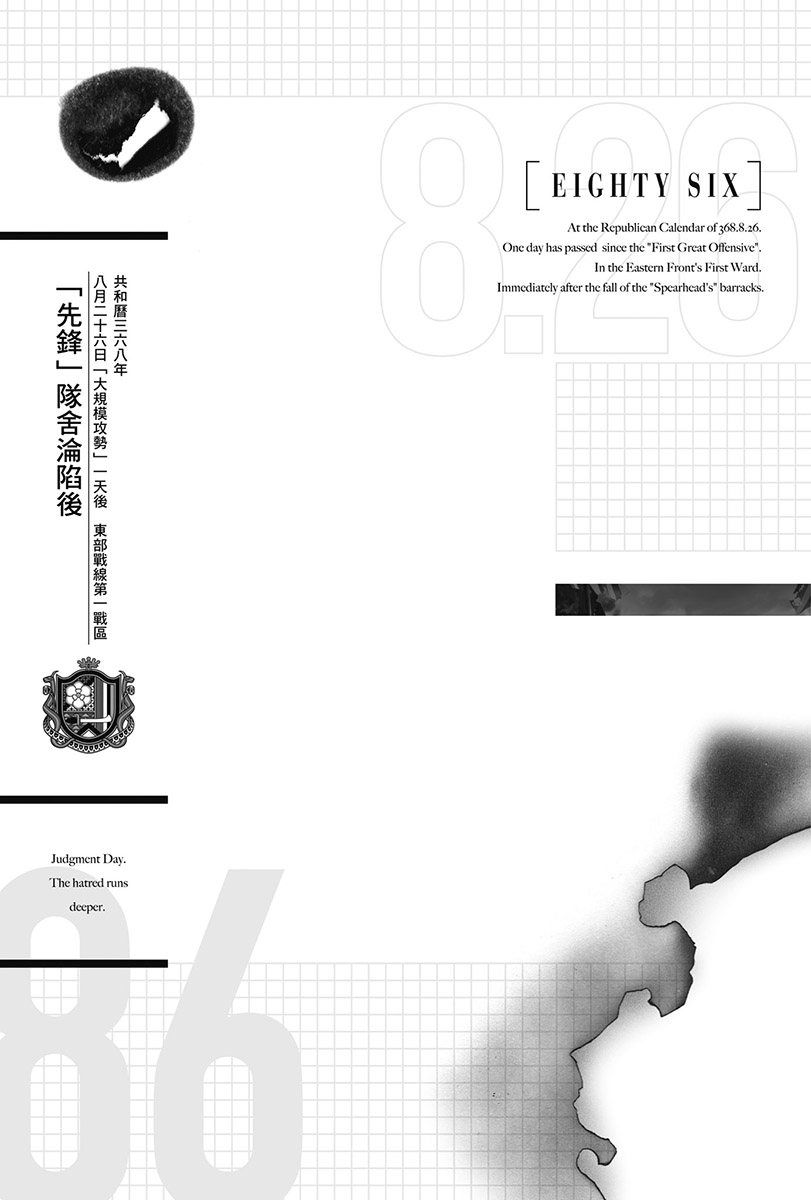 8.26
[EIGHTY SIX]
At the Republican Calendar of 368.8.26.
One day has passed since the "First Great Offensive".
In the Eastern Front's First Ward.
Immediately after the fall of the "Spearhead's" barracks.
共和曆三六八年
八月二十六日「大規模攻勢」一天後　東部戰線第一戰區
「先鋒」隊舍淪陷後
Judgment Day.
The hatred runs
deeper.
86